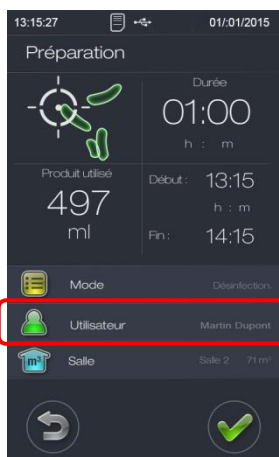 13:15:27 01/:01/2015
Préparation
Durée
01:00
h : m
Produit utilisé
497
ml
Début : 13:15
h : m
Fin : 14:15
Mode Désinfection.
Utilisateur Martin Dupont
m³ Salle Salle 2 71 m³